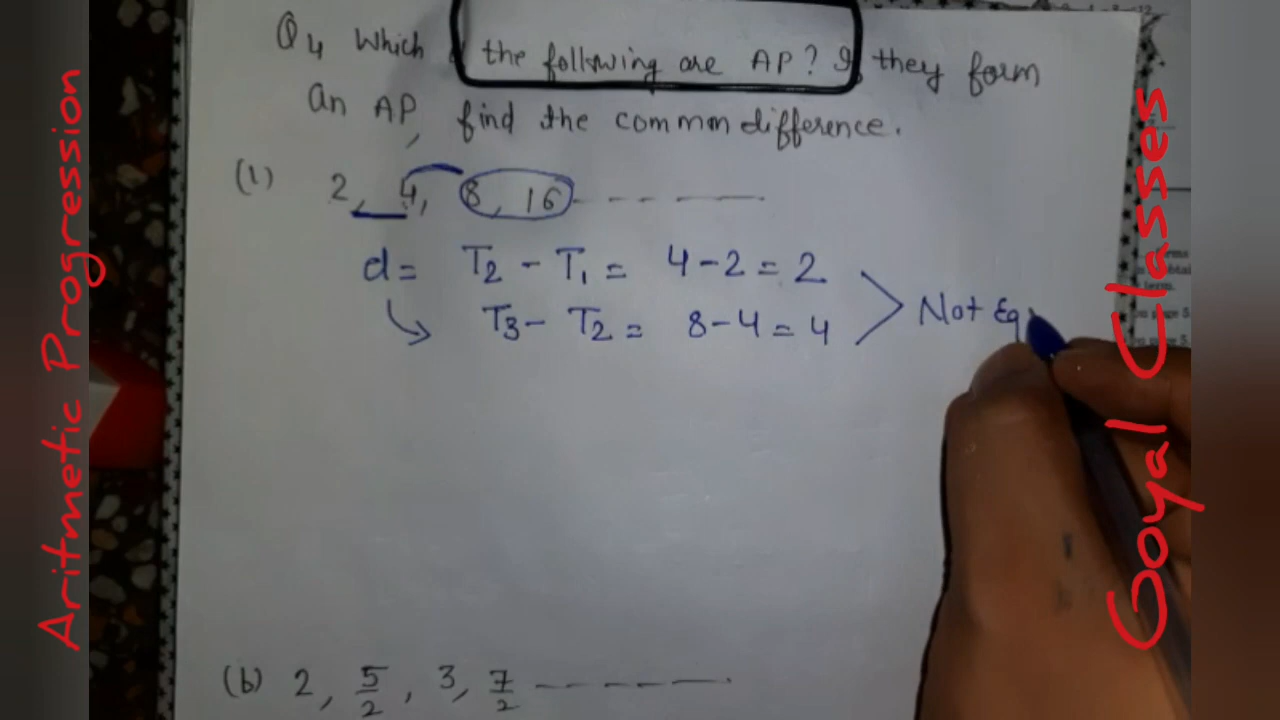 Aritmetic Progression
Q4 Which the following are AP? If they form
an AP, find the common difference.
(1) 2, 4, 8, 16 - - - - - -
d = T2 - T1 = 4-2 = 2
T3 - T2 = 8-4 = 4
Not Eq
(b) 2, 5/2, 3, 7/2 - - - - - -
Goyal Classes